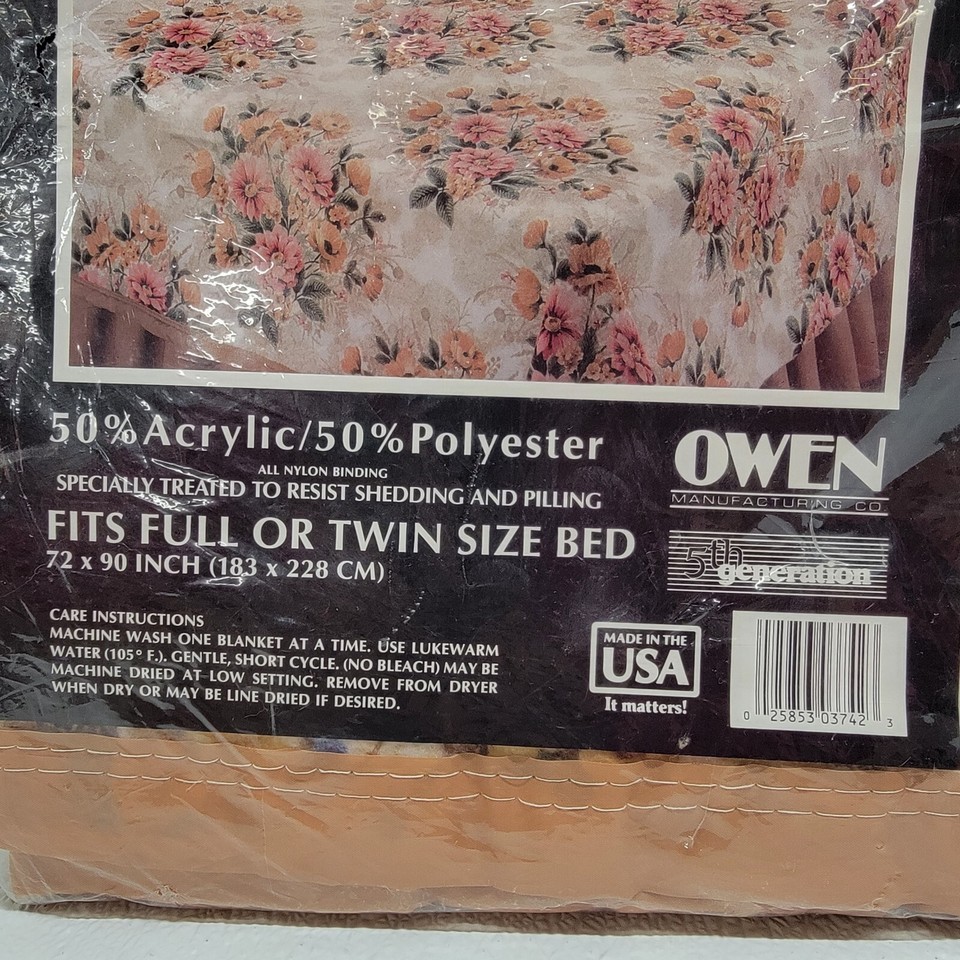 50% Acrylic/50% Polyester
ALL NYLON BINDING
SPECIALLY TREATED TO RESIST SHEDDING AND PILLING
FITS FULL OR TWIN SIZE BED
72 x 90 INCH (183 x 228 CM)
CARE INSTRUCTIONS
MACHINE WASH ONE BLANKET AT A TIME. USE LUKEWARM
WATER (105° F.). GENTLE, SHORT CYCLE. (NO BLEACH) MAY BE
MACHINE DRIED AT LOW SETTING. REMOVE FROM DRYER
WHEN DRY OR MAY BE LINE DRIED IF DESIRED.
OWEN
MANUFACTURING CO
5th
generation
MADE IN THE
USA
It matters!
0 25853 03742 3